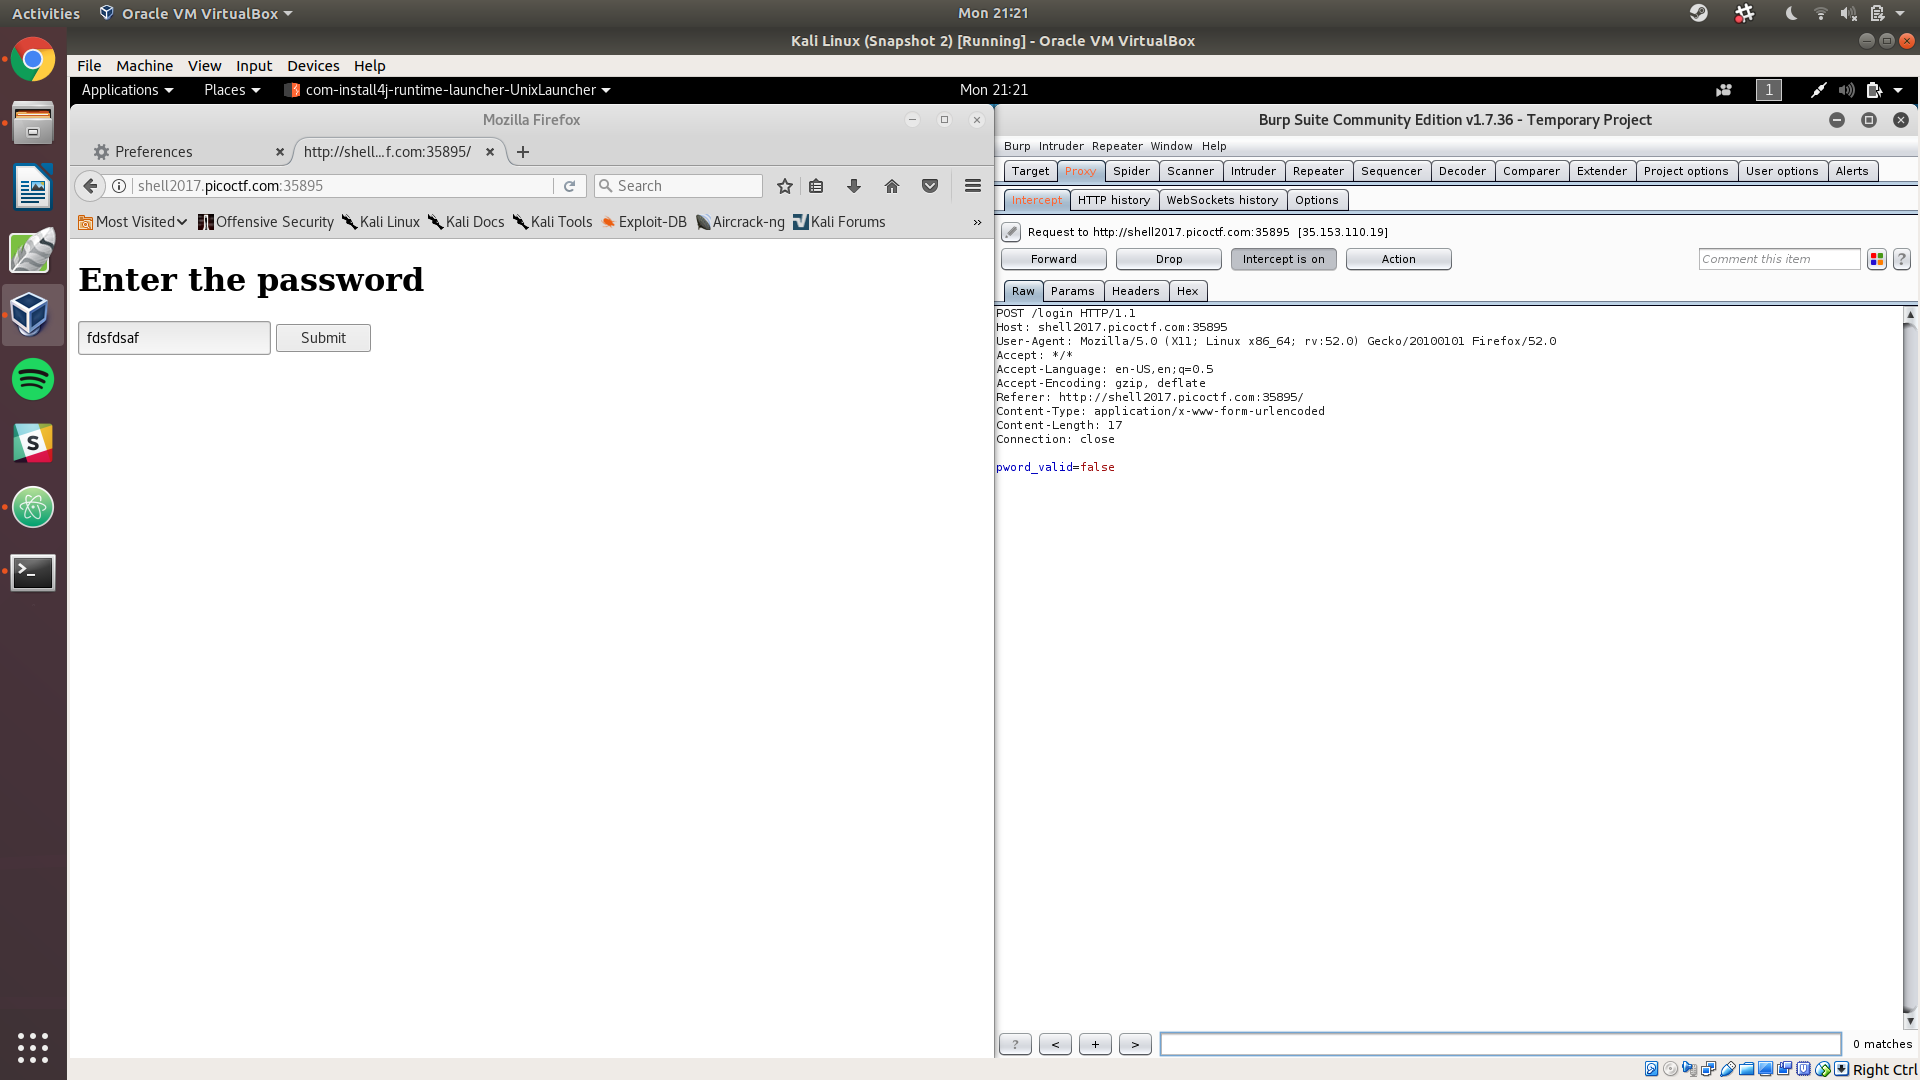 Activities Oracle VM VirtualBox Mon 21:21
Kali Linux (Snapshot 2) [Running] - Oracle VM VirtualBox
File Machine View Input Devices Help
Applications Places com-install4j-runtime-launcher-UnixLauncher Mon 21:21 1
Mozilla Firefox
Preferences http://shell...f.com:35895/
shell2017.picoctf.com:35895 Search
Most Visited Offensive Security Kali Linux Kali Docs Kali Tools Exploit-DB Aircrack-ng Kali Forums »
Enter the password
fdsfdsaf Submit
Burp Suite Community Edition v1.7.36 - Temporary Project
Burp Intruder Repeater Window Help
Target Proxy Spider Scanner Intruder Repeater Sequencer Decoder Comparer Extender Project options User options Alerts
Intercept HTTP history WebSockets history Options
Request to http://shell2017.picoctf.com:35895 [35.153.110.19]
Forward Drop Intercept is on Action Comment this item ?
Raw Params Headers Hex
POST /login HTTP/1.1
Host: shell2017.picoctf.com:35895
User-Agent: Mozilla/5.0 (X11; Linux x86_64; rv:52.0) Gecko/20100101 Firefox/52.0
Accept: */*
Accept-Language: en-US,en;q=0.5
Accept-Encoding: gzip, deflate
Referer: http://shell2017.picoctf.com:35895/
Content-Type: application/x-www-form-urlencoded
Content-Length: 17
Connection: close
pword_valid=false
? < + > 0 matches
Right Ctrl